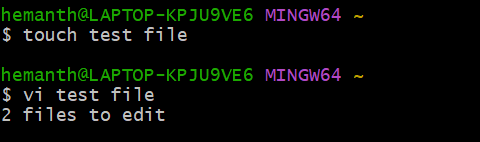 hemanth@LAPTOP-KPJU9VE6 MINGW64 ~
$ touch test file
hemanth@LAPTOP-KPJU9VE6 MINGW64 ~
$ vi test file
2 files to edit